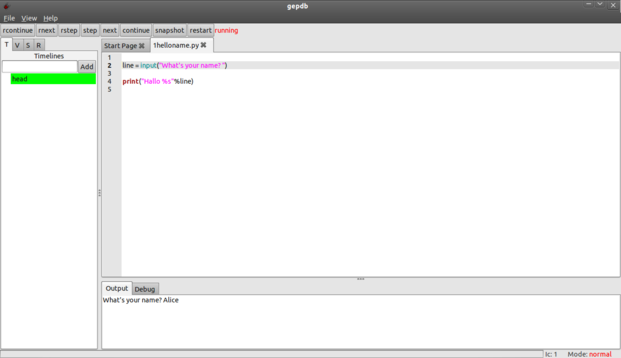 gepdb
File View Help
rcontinue rnext rstep step next continue snapshot restart running
T V S R
Start Page 1helloname.py
Timelines
Add
head
1
2 line = input("What's your name? ")
3
4 print("Hallo %s"%line)
5
Output Debug
What's your name? Alice
Ic: 1 Mode: normal